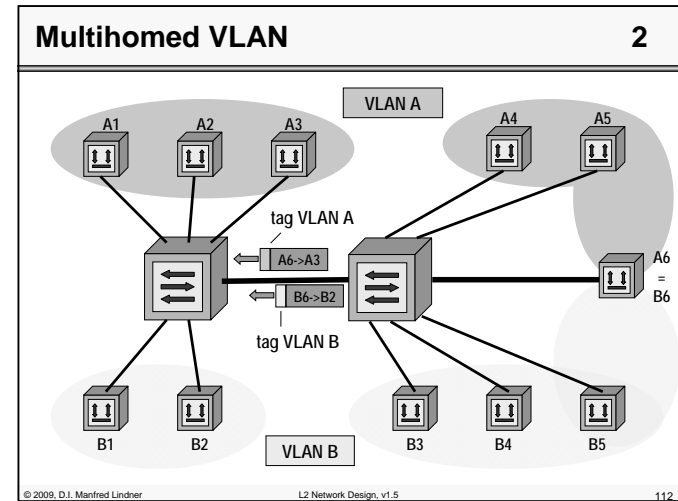 Multihomed VLAN 2
VLAN A
A1 A2 A3 A4 A5
tag VLAN A
A6->A3
A6
=
B6
B6->B2
tag VLAN B
B1 B2 B3 B4 B5
VLAN B
© 2009, D.I. Manfred Lindner L2 Network Design, v1.5 112